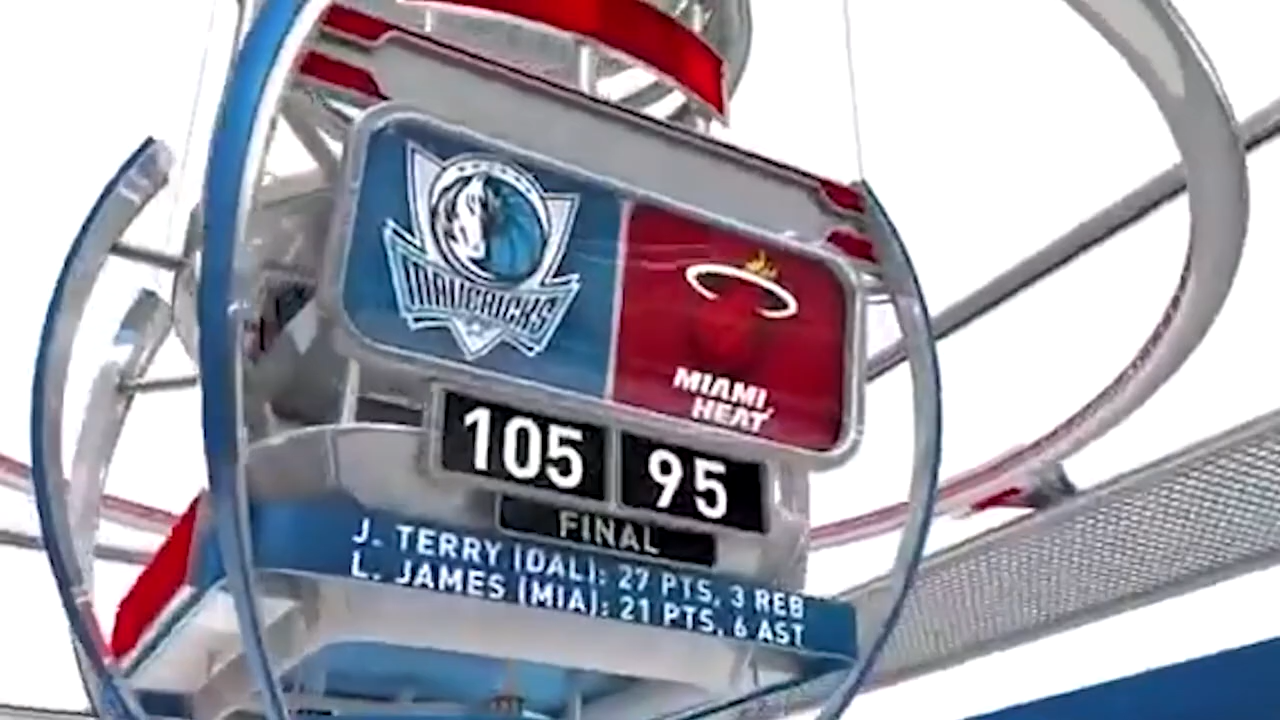 MAVERICKS
MIAMI
HEAT
105 95
FINAL
J. TERRY (DAL): 27 PTS, 3 REB
L. JAMES (MIA): 21 PTS, 6 AST